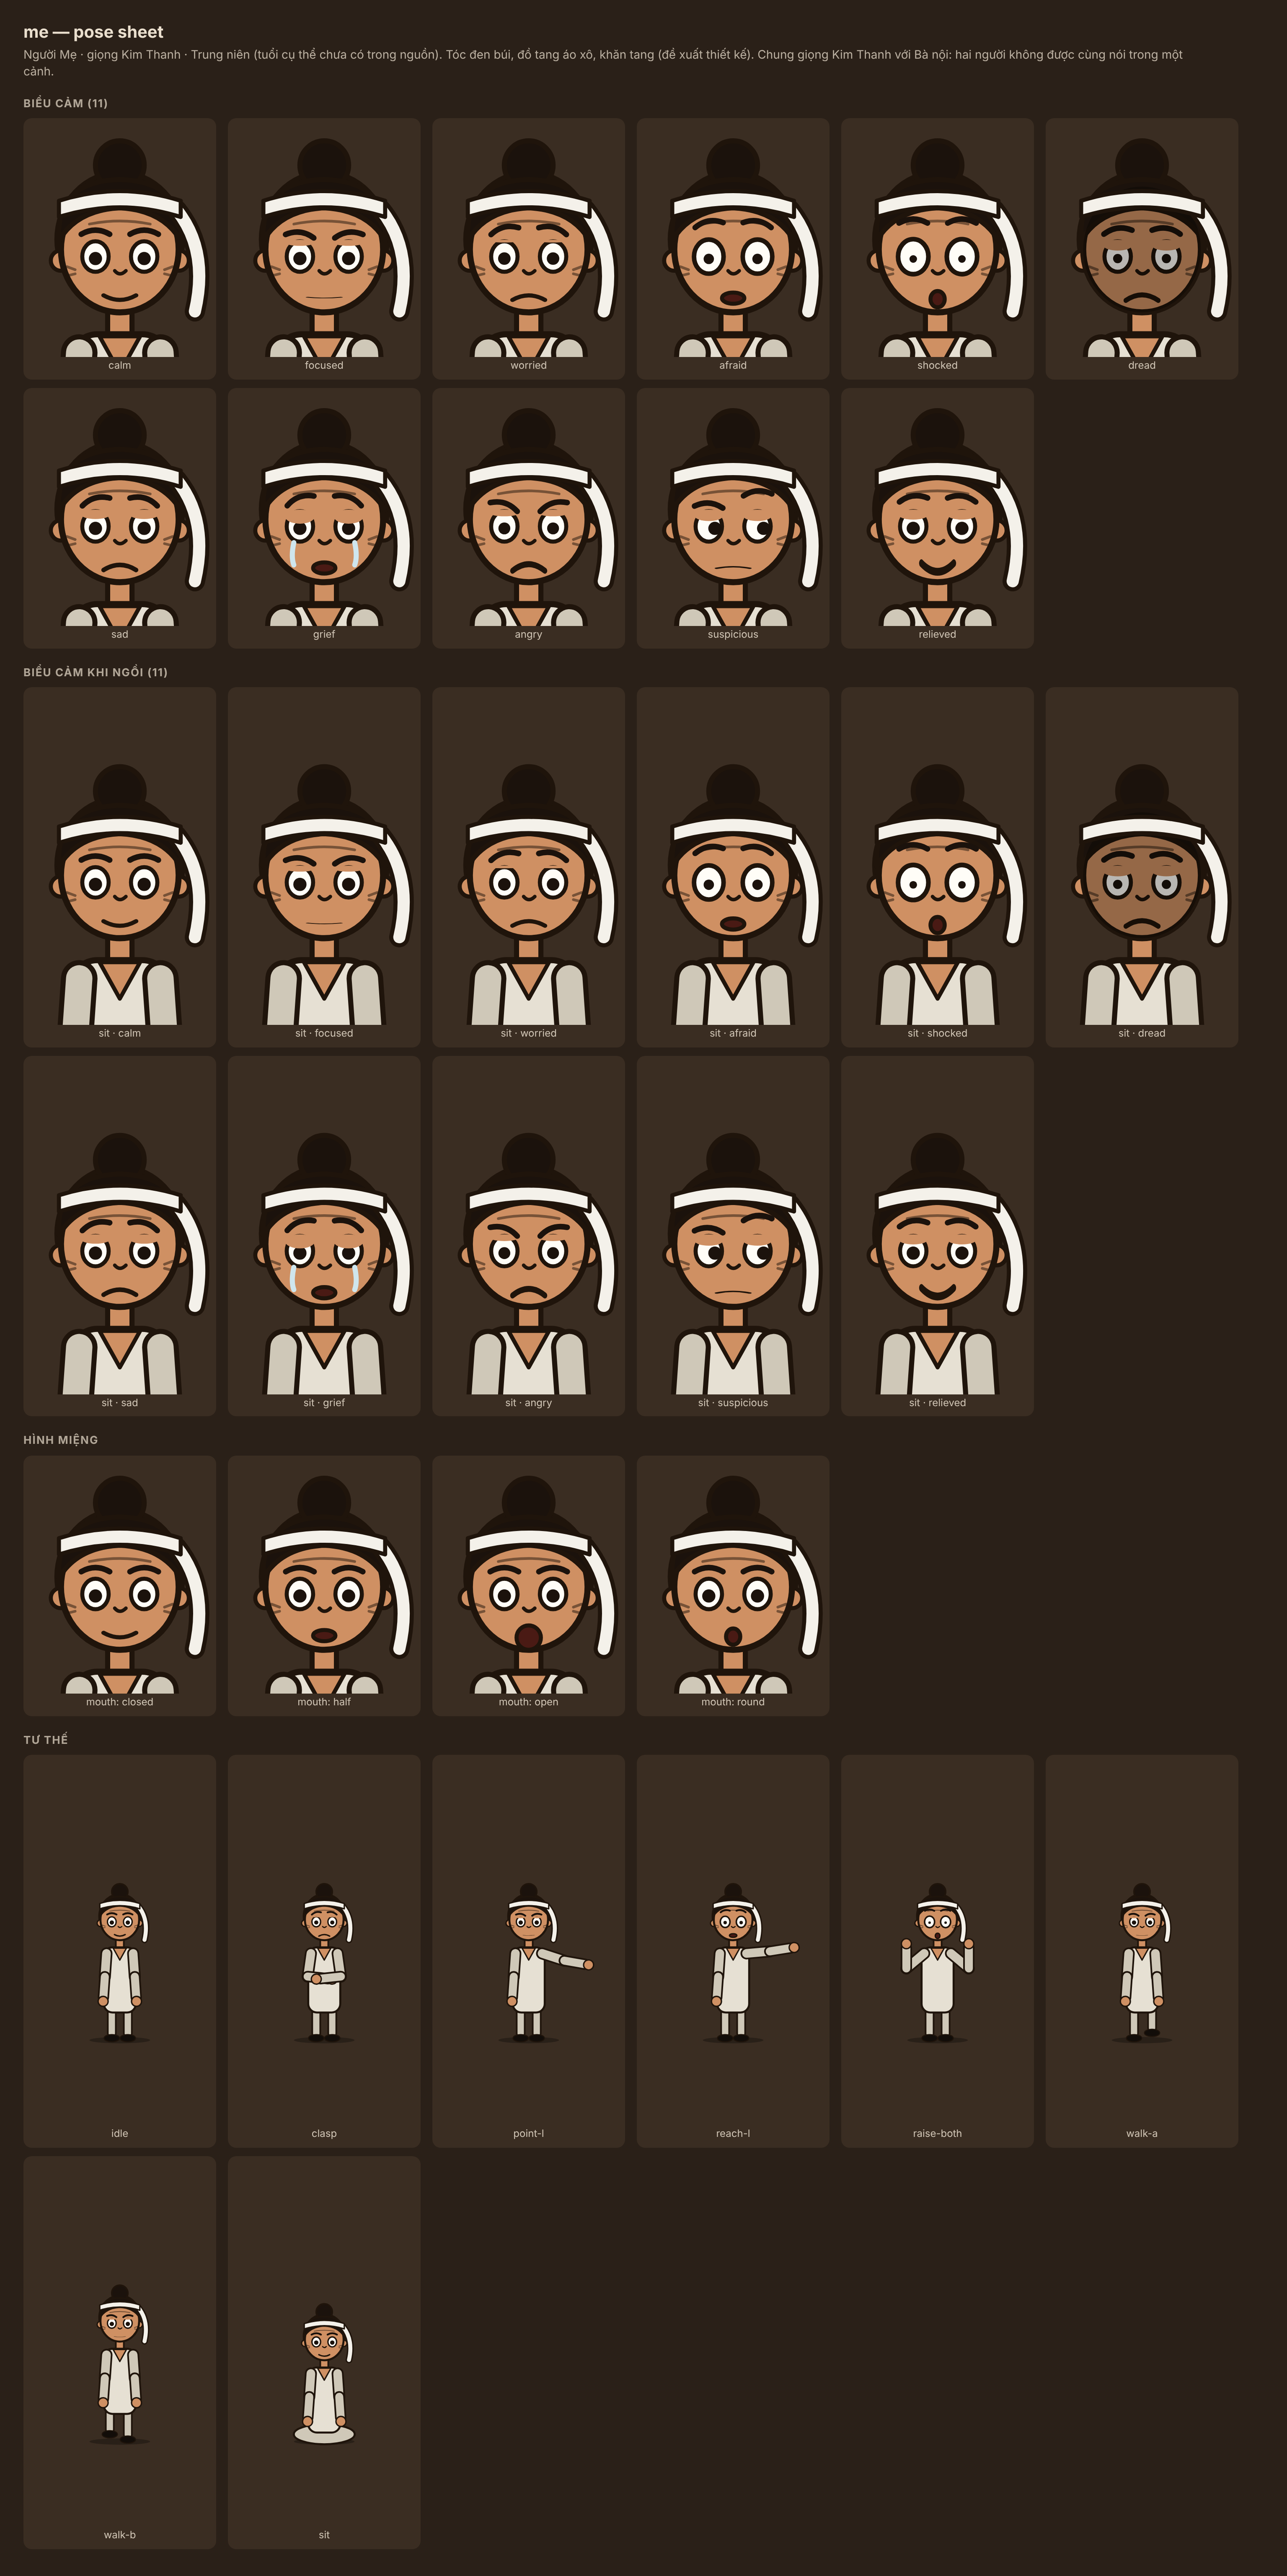 me — pose sheet
Người Mẹ · giọng Kim Thanh · Trung niên (tuổi cụ thể chưa có trong nguồn). Tóc đen búi, đồ tang áo xô, khăn tang (đề xuất thiết kế). Chung giọng Kim Thanh với Bà nội: hai người không được cùng nói trong một
cảnh.
BIỂU CẢM (11)
calm
focused
worried
afraid
shocked
dread
sad
grief
angry
suspicious
relieved
BIỂU CẢM KHI NGỒI (11)
sit · calm
sit · focused
sit · worried
sit · afraid
sit · shocked
sit · dread
sit · sad
sit · grief
sit · angry
sit · suspicious
sit · relieved
HÌNH MIỆNG
mouth: closed
mouth: half
mouth: open
mouth: round
TƯ THẾ
idle
clasp
point-l
reach-l
raise-both
walk-a
walk-b
sit